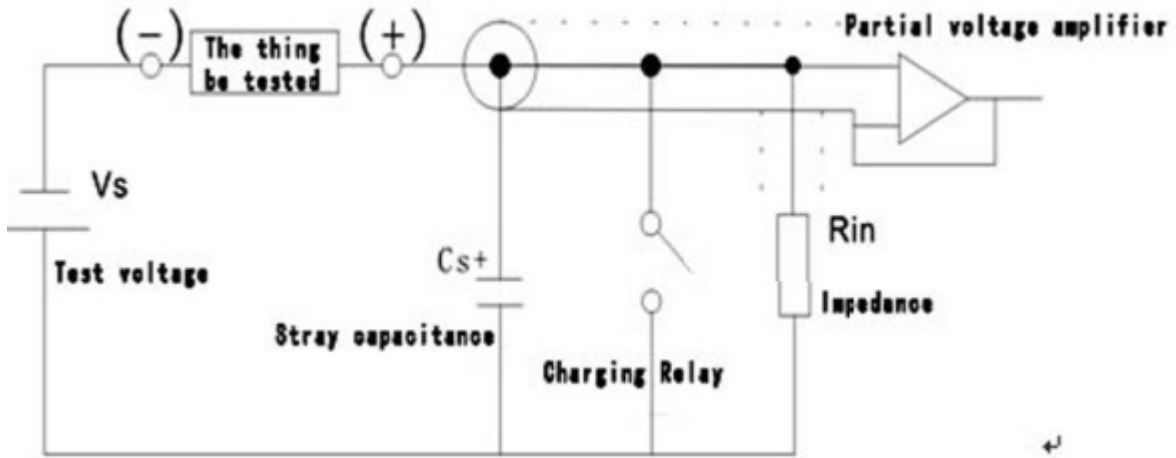 Partial voltage amplifier
(-)
The thing
be tested
(+)
Vs
Test voltage
Cs+
Stray capacitance
Charging Relay
Rin
Impedance